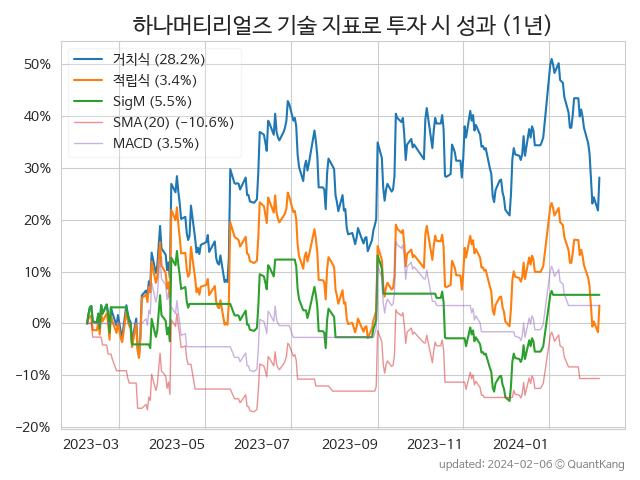 하나머티리얼즈 기술 지표로 투자 시 성과 (1년)
거치식 (28.2%)
적립식 (3.4%)
SigM (5.5%)
SMA(20) (−10.6%)
MACD (3.5%)
50%
40%
30%
20%
10%
0%
−10%
−20%
2023-03 2023-05 2023-07 2023-09 2023-11 2024-01
updated: 2024-02-06 © QuantKang